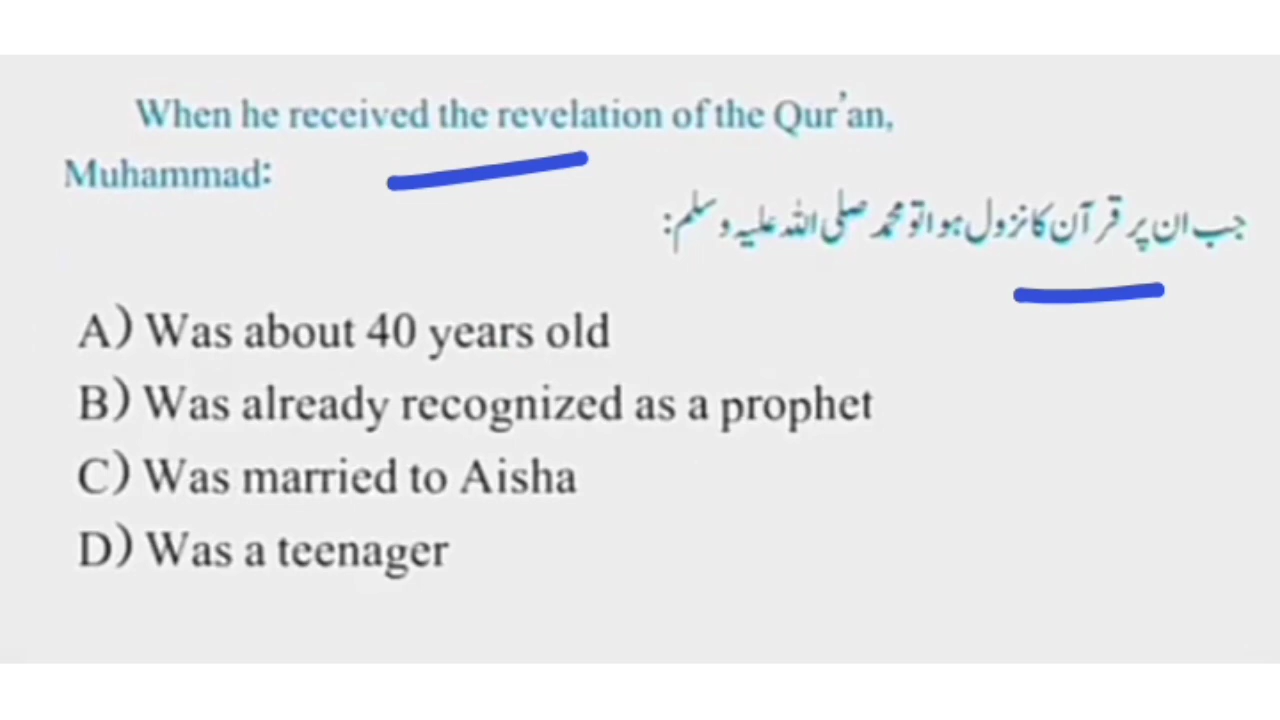 When he received the revelation of the Qur'an,
Muhammad:
جب ان پر قرآن کا نزول ہوا تو محمد صلی اللہ علیہ وسلم:
A) Was about 40 years old
B) Was already recognized as a prophet
C) Was married to Aisha
D) Was a teenager